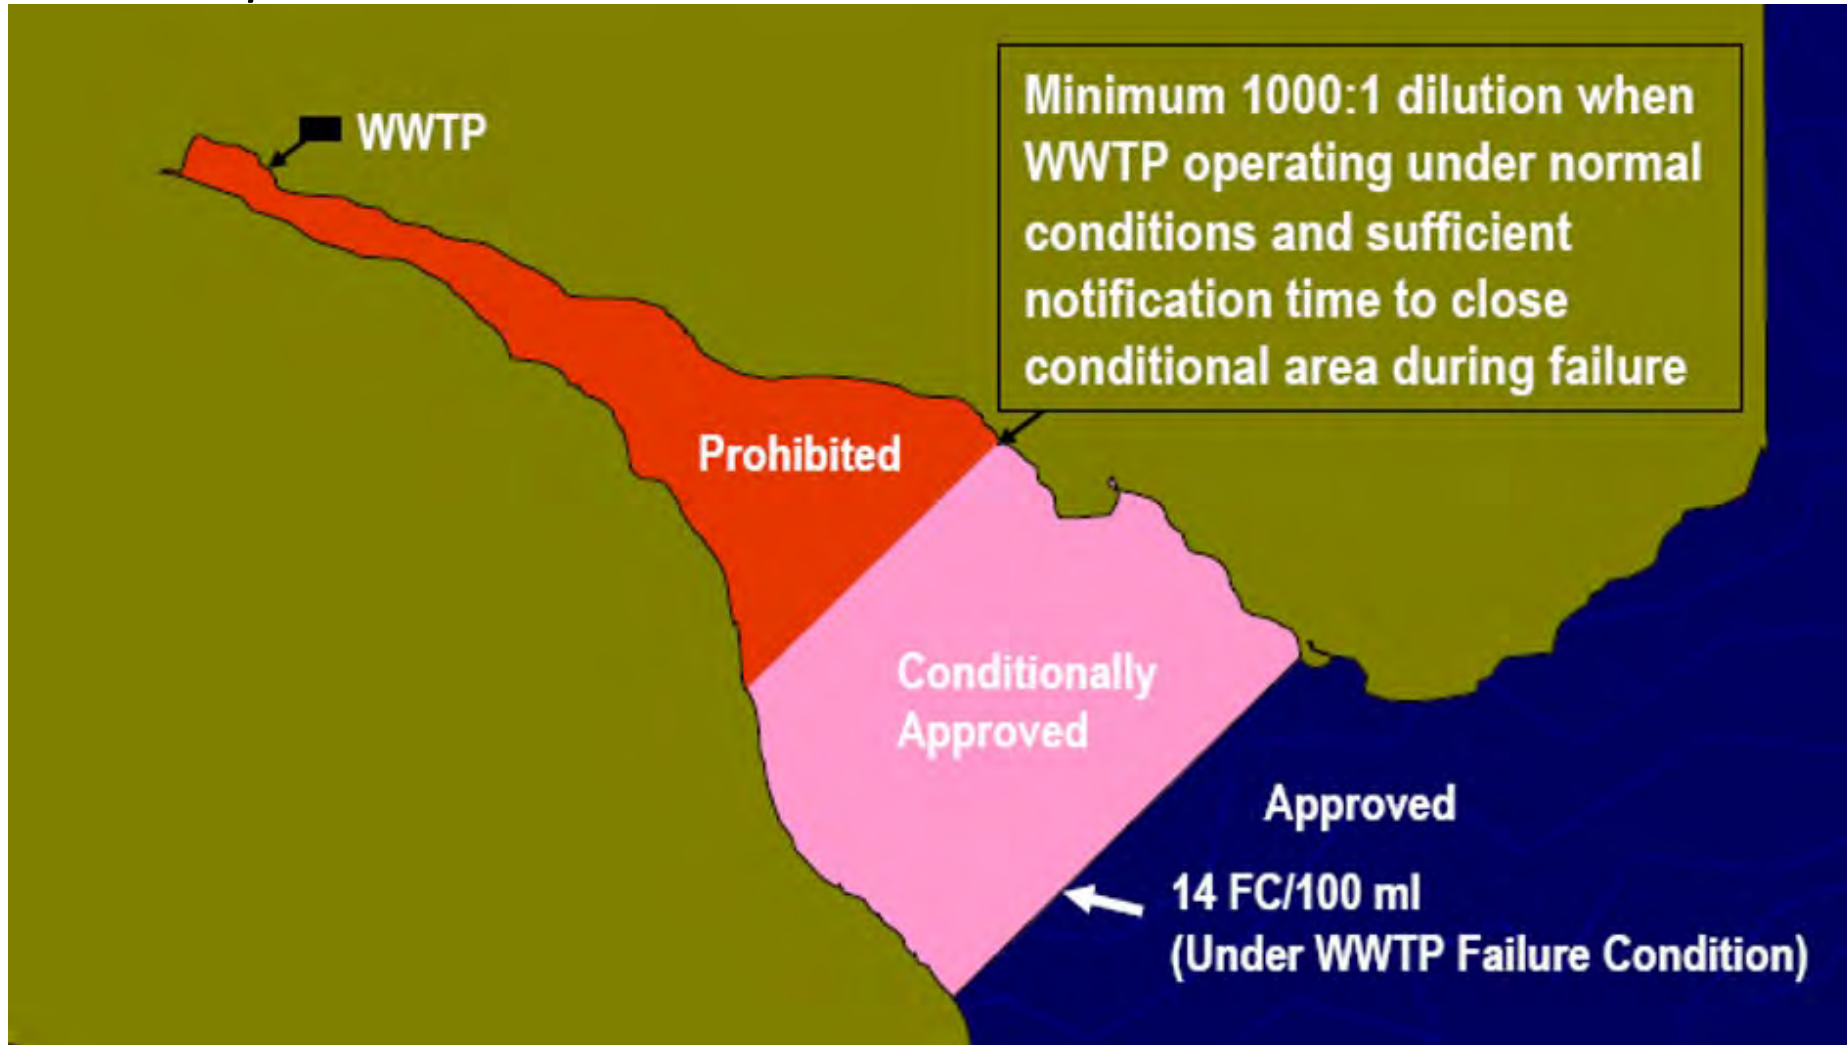 WWTP
Minimum 1000:1 dilution when
WWTP operating under normal
conditions and sufficient
notification time to close
conditional area during failure
Prohibited
Conditionally
Approved
Approved
14 FC/100 ml
(Under WWTP Failure Condition)